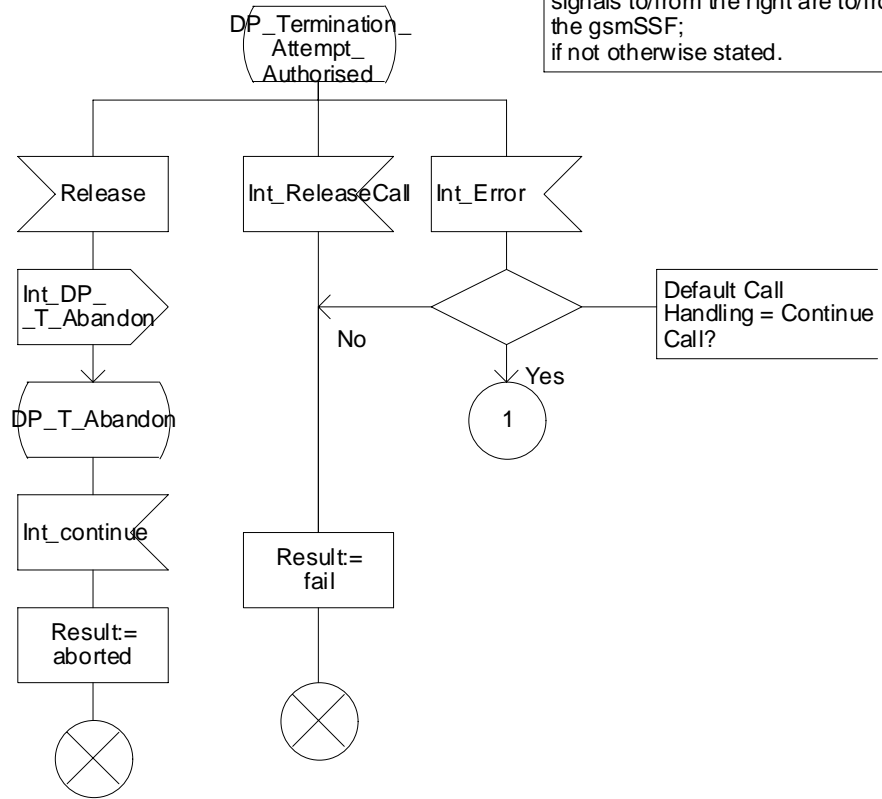 signals to/from the right are to/fro
the gsmSSF;
if not otherwise stated.
DP_Termination_
Attempt_
Authorised
Release
Int_ReleaseCall
Int_Error
Int_DP_
_T_Abandon
Default Call
Handling = Continue
Call?
No
Yes
DP_T_Abandon
1
Int_continue
Result:=
fail
Result:=
aborted